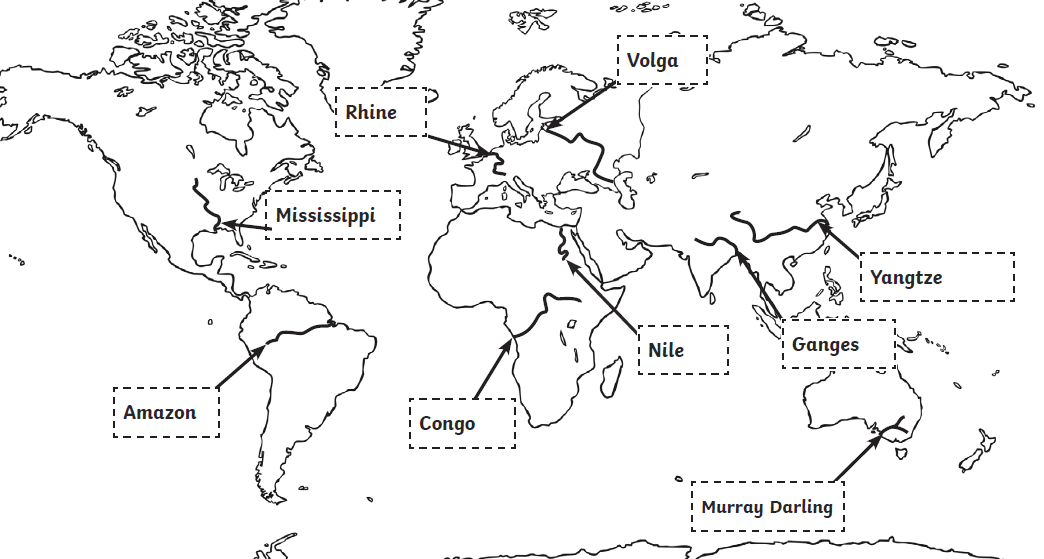 Volga
Rhine
Mississippi
Yangtze
Nile
Ganges
Amazon
Congo
Murray Darling